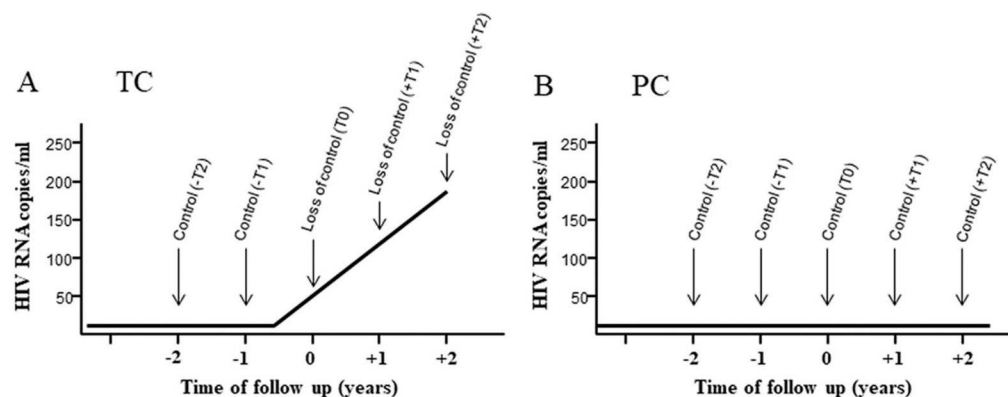 A TC
HIV RNA copies/ml
250
200
150
100
50
Control (-T2)
Control (-T1)
Loss of control (T0)
Loss of control (+T1)
Loss of control (+T2)
-2 -1 0 +1 +2
Time of follow up (years)
B PC
HIV RNA copies/ml
250
200
150
100
50
Control (-T2)
Control (-T1)
Control (T0)
Control (+T1)
Control (+T2)
-2 -1 0 +1 +2
Time of follow up (years)